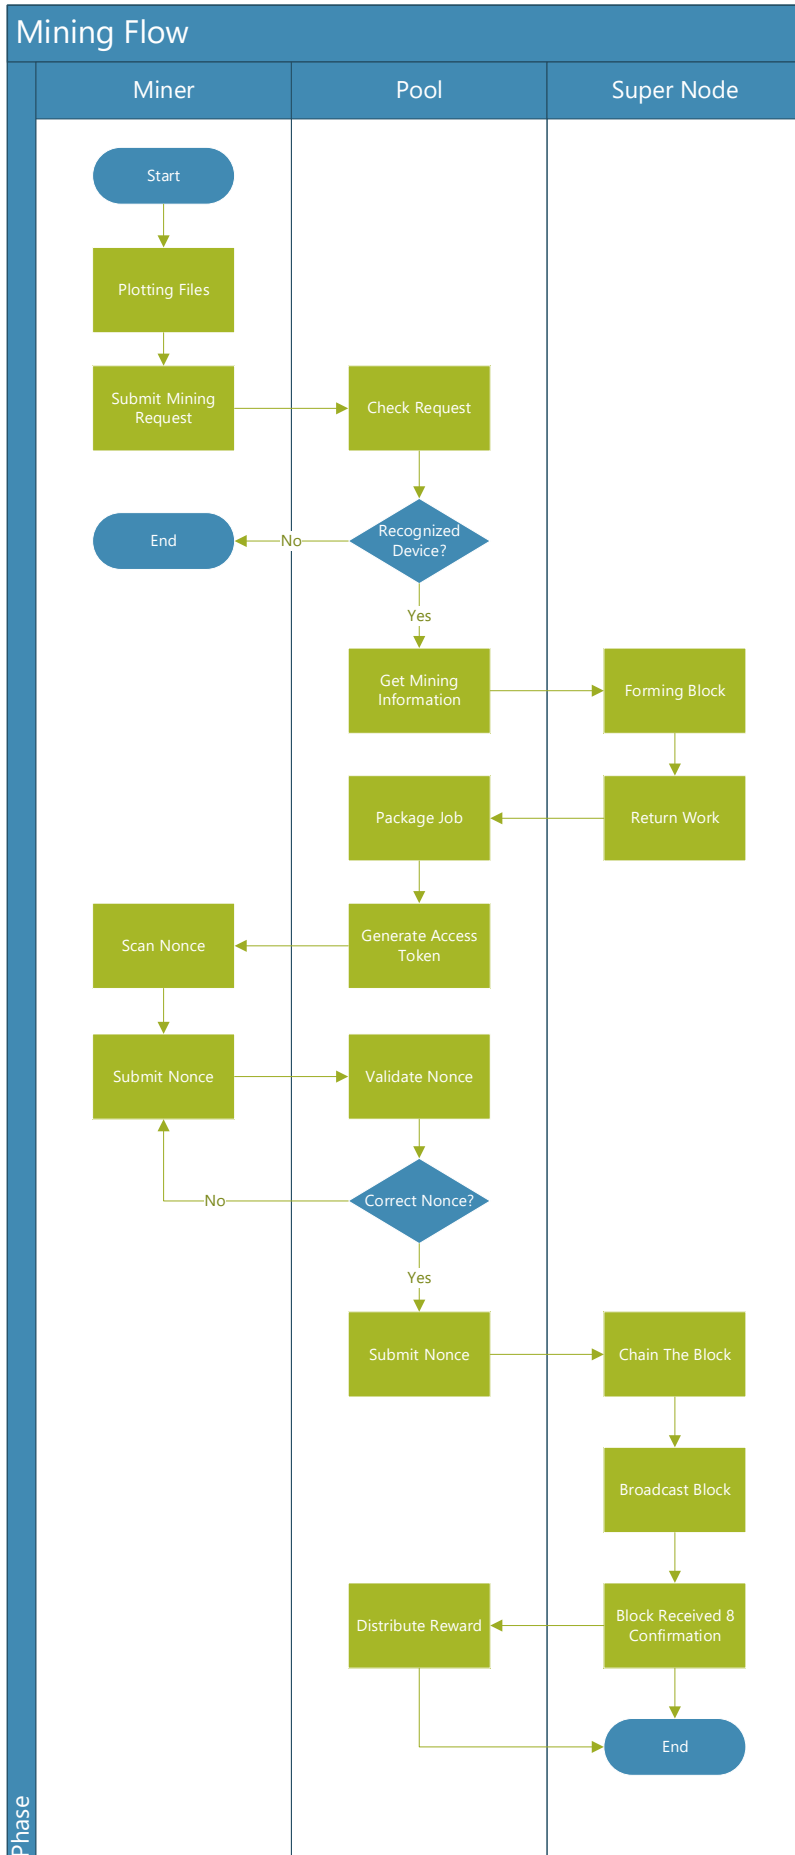 Mining Flow
Miner
Pool
Super Node
Start
Plotting Files
Submit Mining
Request
Check Request
Recognized
Device?
No
End
Yes
Get Mining
Information
Forming Block
Package Job
Return Work
Scan Nonce
Generate Access
Token
Submit Nonce
Validate Nonce
Correct Nonce?
No
Yes
Submit Nonce
Chain The Block
Broadcast Block
Distribute Reward
Block Received 8
Confirmation
End
Phase